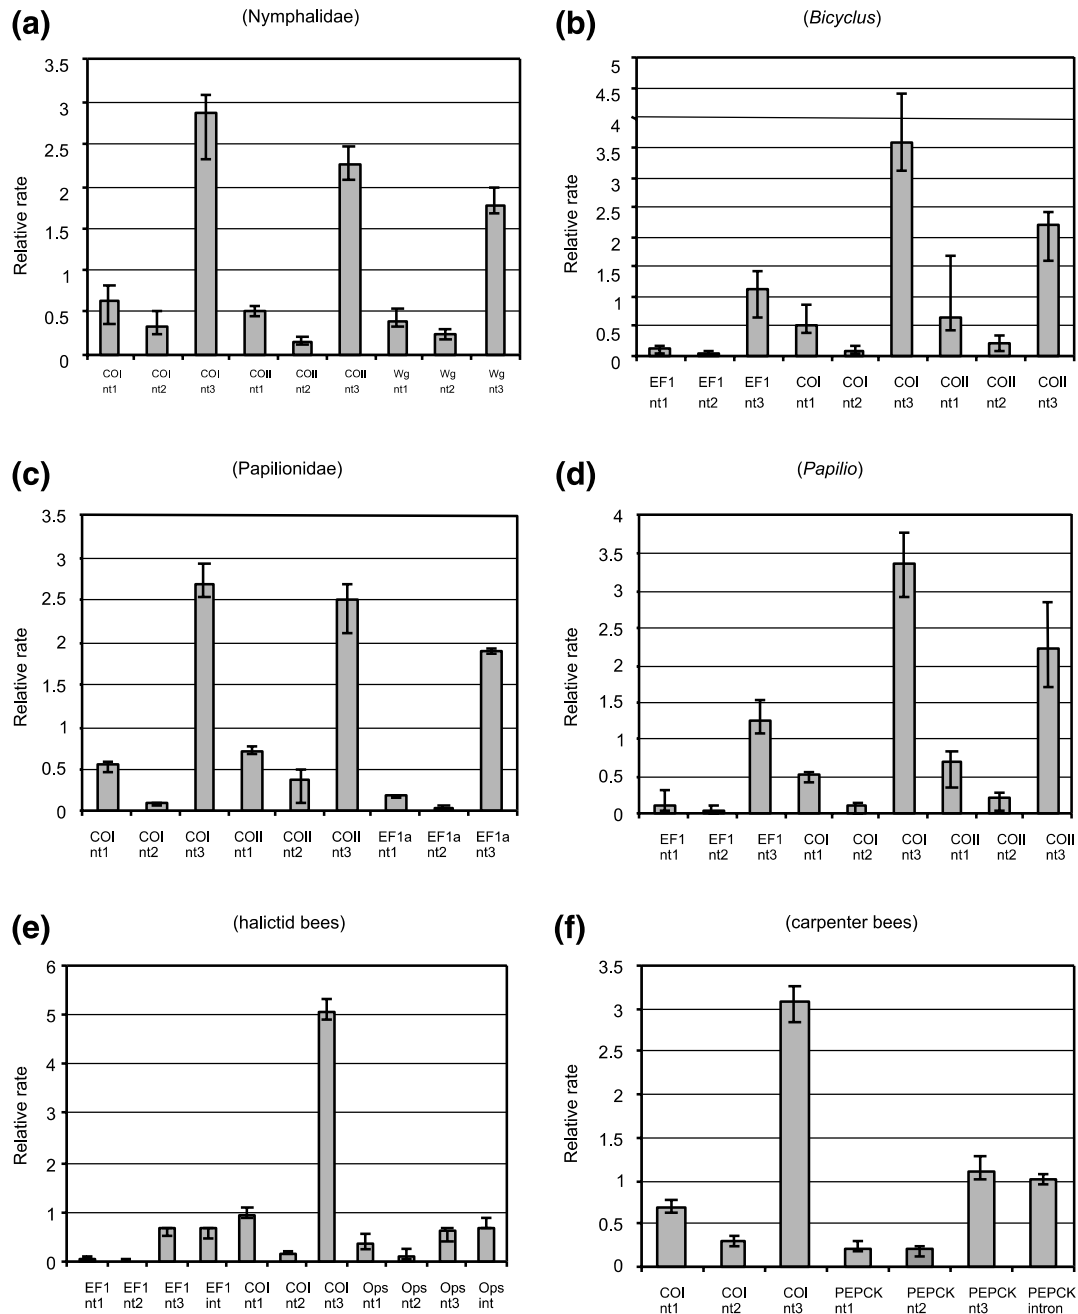 (a)
(Nymphalidae)
Relative rate
3.5
3
2.5
2
1.5
1
0.5
0
COI COI COI COII COII COII Wg Wg Wg
nt1 nt2 nt3 nt1 nt2 nt3 nt1 nt2 nt3
(b)
(Bicyclus)
Relative rate
5
4.5
4
3.5
3
2.5
2
1.5
1
0.5
0
EF1 EF1 EF1 COI COI COI COII COII COII
nt1 nt2 nt3 nt1 nt2 nt3 nt1 nt2 nt3
(c)
(Papilionidae)
Relative rate
3.5
3
2.5
2
1.5
1
0.5
0
COI COI COI COII COII COII EF1a EF1a EF1a
nt1 nt2 nt3 nt1 nt2 nt3 nt1 nt2 nt3
(d)
(Papilio)
Relative rate
4
3.5
3
2.5
2
1.5
1
0.5
0
EF1 EF1 EF1 COI COI COI COII COII COII
nt1 nt2 nt3 nt1 nt2 nt3 nt1 nt2 nt3
(e)
(halictid bees)
Relative rate
6
5
4
3
2
1
0
EF1 EF1 EF1 EF1 COI COI COI Ops Ops Ops Ops
nt1 nt2 nt3 int nt1 nt2 nt3 nt1 nt2 nt3 int
(f)
(carpenter bees)
Relative rate
3.5
3
2.5
2
1.5
1
0.5
0
COI COI COI PEPCK PEPCK PEPCK PEPCK
nt1 nt2 nt3 nt1 nt2 nt3 intron